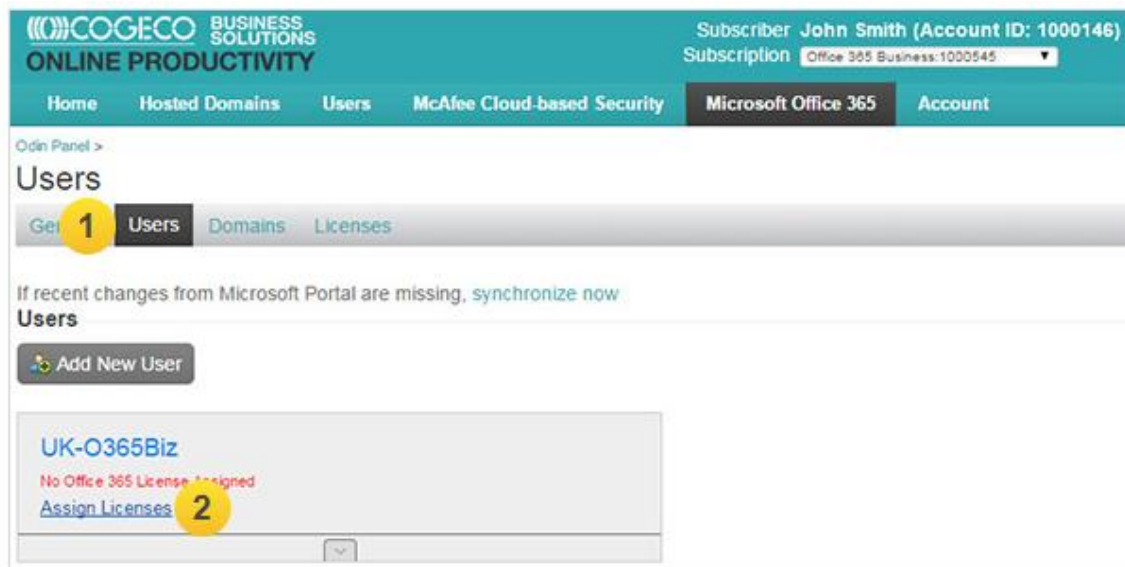 COGECO BUSINESS SOLUTIONS
ONLINE PRODUCTIVITY
Subscriber John Smith (Account ID: 1000146)
Subscription Office 365 Business:1000545
Home Hosted Domains Users McAfee Cloud-based Security Microsoft Office 365 Account
Odin Panel >
Users
1 Users Domains Licenses
If recent changes from Microsoft Portal are missing, synchronize now
Users
Add New User
UK-O365Biz
No Office 365 License Assigned
Assign Licenses 2